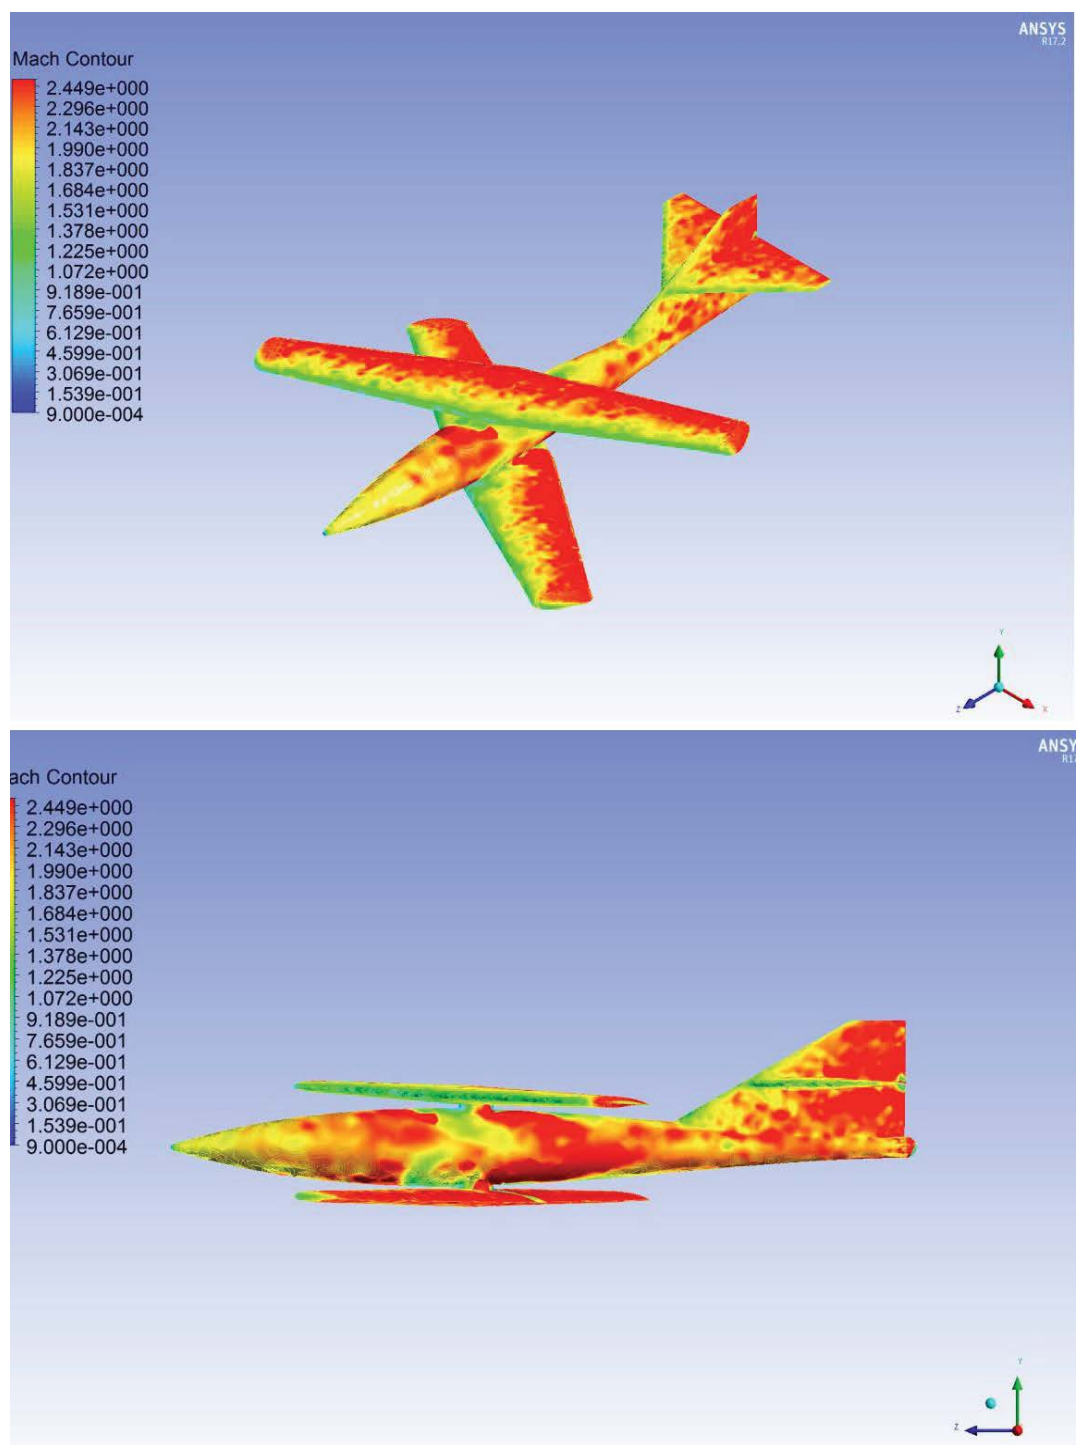 ANSYS
R17.2
Mach Contour
2.449e+000
2.296e+000
2.143e+000
1.990e+000
1.837e+000
1.684e+000
1.531e+000
1.378e+000
1.225e+000
1.072e+000
9.189e-001
7.659e-001
6.129e-001
4.599e-001
3.069e-001
1.539e-001
9.000e-004
Y
Z
X
ANSY
R17
ach Contour
2.449e+000
2.296e+000
2.143e+000
1.990e+000
1.837e+000
1.684e+000
1.531e+000
1.378e+000
1.225e+000
1.072e+000
9.189e-001
7.659e-001
6.129e-001
4.599e-001
3.069e-001
1.539e-001
9.000e-004
Y
Z